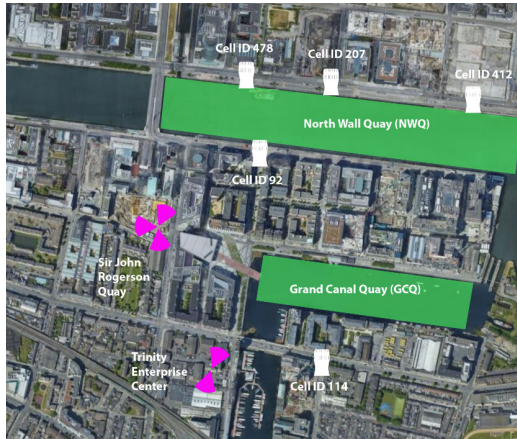 Cell ID 478
Cell ID 207
Cell ID 412
North Wall Quay (NWQ)
Cell ID 92
Sir John
Rogerson
Quay
Grand Canal Quay (GCQ)
Trinity
Enterprise
Center
Cell ID 114